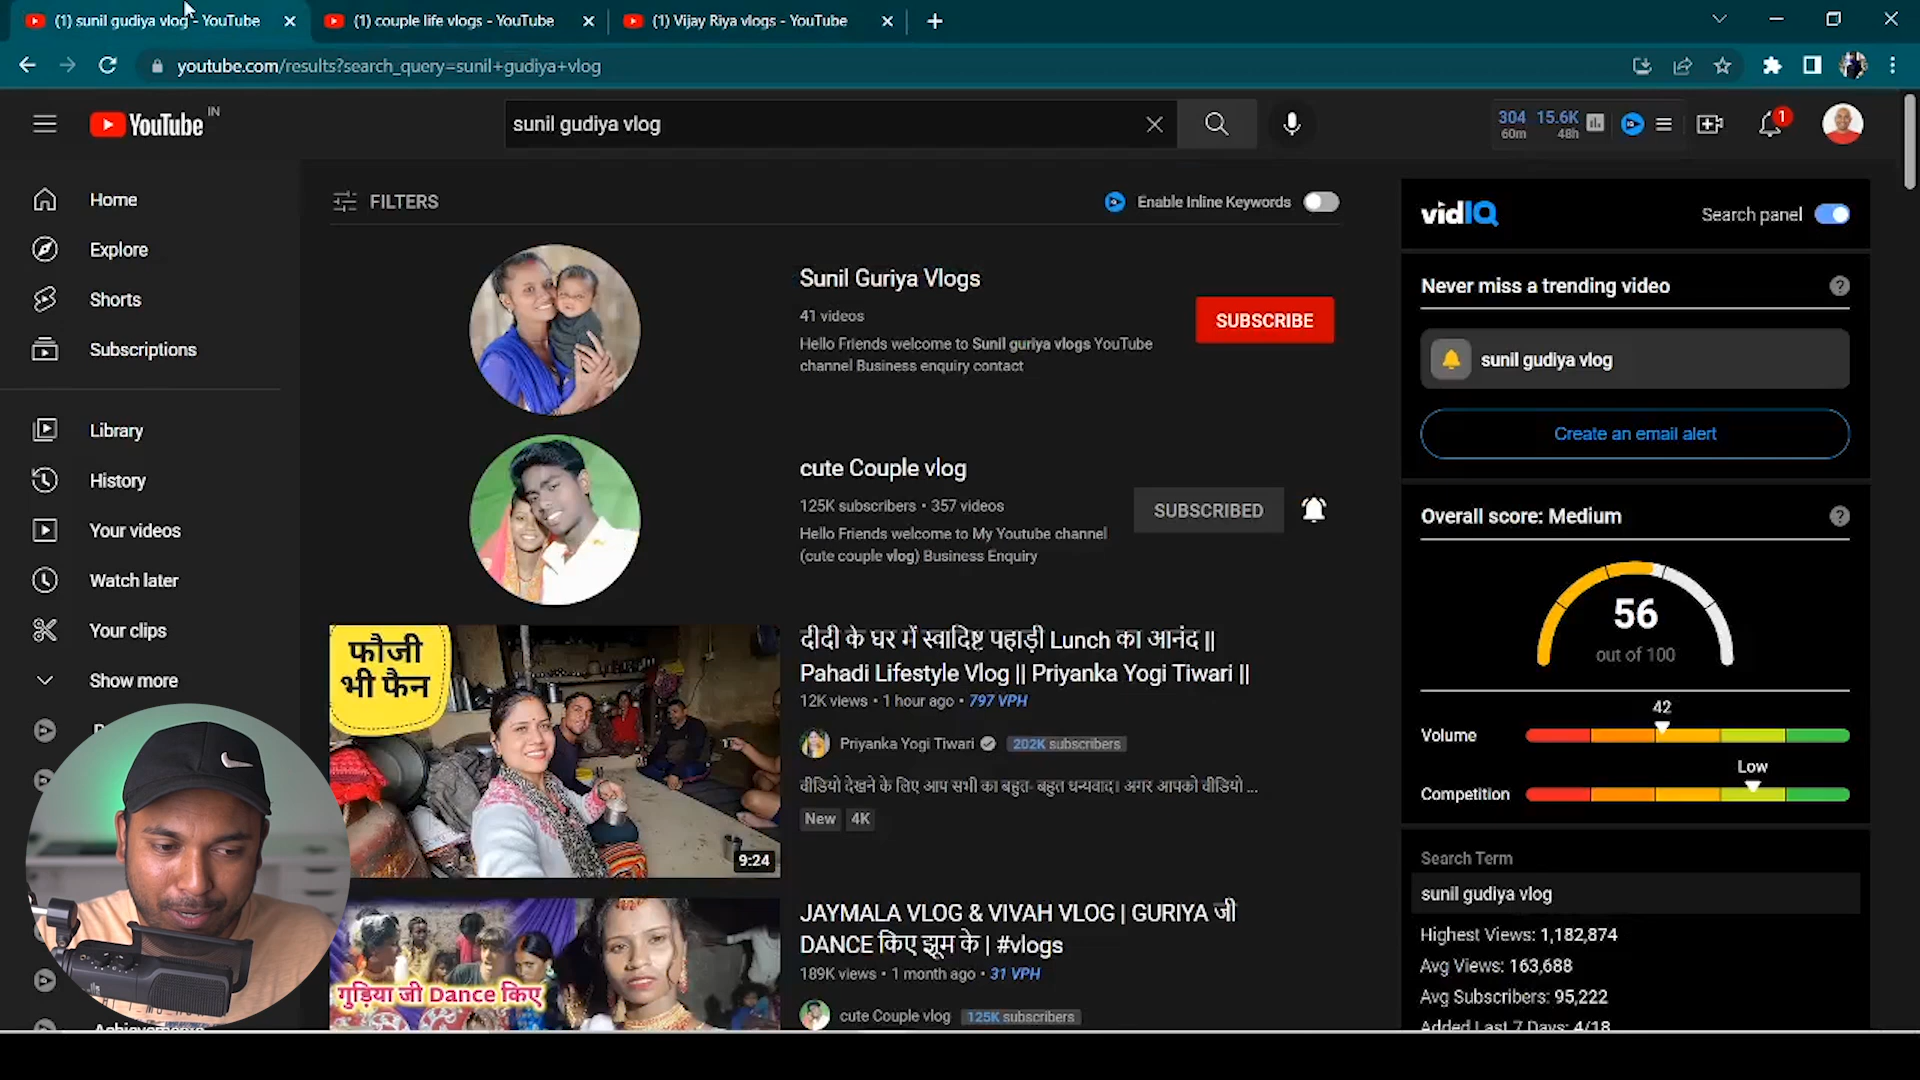 (1) sunil gudiya vlog - YouTube
(1) couple life vlogs - YouTube
(1) Vijay Riya vlogs - YouTube
youtube.com/results?search_query=sunil+gudiya+vlog
YouTube IN
sunil gudiya vlog
304 15.6K
60m 48h
1
Home
Explore
Shorts
Subscriptions
Library
History
Your videos
Watch later
Your clips
Show more
FILTERS
Enable Inline Keywords
Sunil Guriya Vlogs
41 videos
Hello Friends welcome to Sunil guriya vlogs YouTube
channel Business enquiry contact
SUBSCRIBE
cute Couple vlog
125K subscribers • 357 videos
Hello Friends welcome to My Youtube channel
(cute couple vlog) Business Enquiry
SUBSCRIBED
फौजी
भी फैन
9:24
दीदी के घर में स्वादिष्ट पहाड़ी Lunch का आनंद ||
Pahadi Lifestyle Vlog || Priyanka Yogi Tiwari ||
12K views • 1 hour ago • 797 VPH
Priyanka Yogi Tiwari 202K subscribers
वीडियो देखने के लिए आप सभी का बहुत- बहुत धन्यवाद। अगर आपको वीडियो ...
New 4K
गुड़िया जी Dance किए
JAYMALA VLOG & VIVAH VLOG | GURIYA जी
DANCE किए झूम के | #vlogs
189K views • 1 month ago • 31 VPH
cute Couple vlog 125K subscribers
vidIQ
Search panel
Never miss a trending video
sunil gudiya vlog
Create an email alert
Overall score: Medium
56
out of 100
42
Volume
Low
Competition
Search Term
sunil gudiya vlog
Highest Views: 1,182,874
Avg Views: 163,688
Avg Subscribers: 95,222
Added Last 7 Days: 4/18